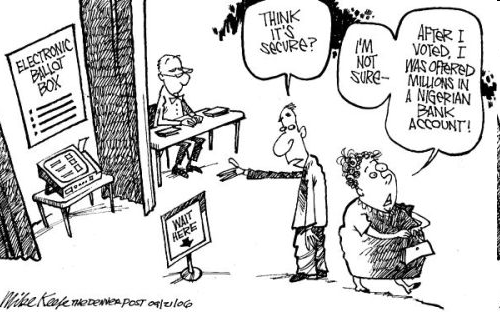 ELECTRONIC
BALLOT
BOX
THINK
IT'S
SECURE?
I'M
NOT
SURE-
AFTER I
VOTED, I
WAS OFFERED
MILLIONS IN
A NIGERIAN
BANK
ACCOUNT!
WAIT
HERE
Mike Keefe THE DENVER POST 09/21/06